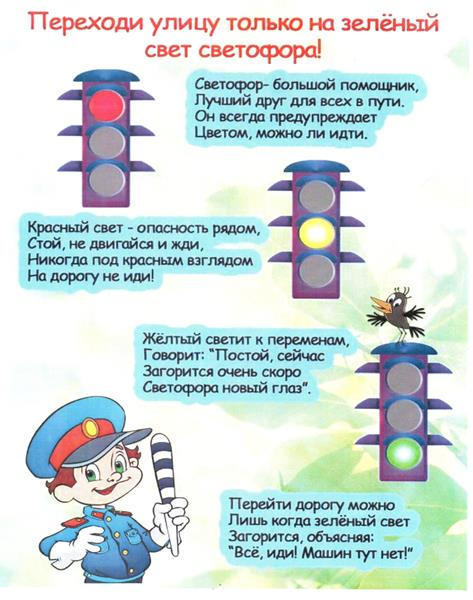 Переходи улицу только на зелёный
свет светофора!
Светофор- большой помощник,
Лучший друг для всех в пути.
Он всегда предупреждает
Цветом, можно ли идти.
Красный свет - опасность рядом,
Стой, не двигайся и жди,
Никогда под красным взглядом
На дорогу не иди!
Жёлтый светит к переменам,
Говорит: "Постой, сейчас
Загорится очень скоро
Светофора новый глаз".
Перейти дорогу можно
Лишь когда зелёный свет
Загорится, объясняя:
"Всё, иди! Машин тут нет!"